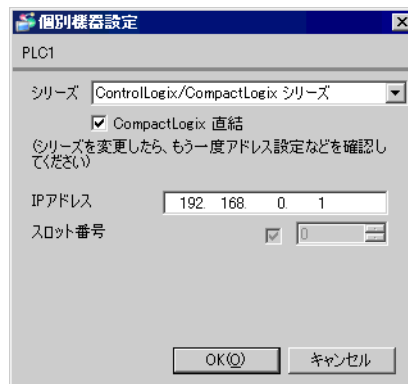 個別機器設定
PLC1
シリーズ ControlLogix/CompactLogix シリーズ
CompactLogix 直結
(シリーズを変更したら、もう一度アドレス設定などを確認し
てください)
IPアドレス 192. 168. 0. 1
スロット番号 0
OK(O) キャンセル